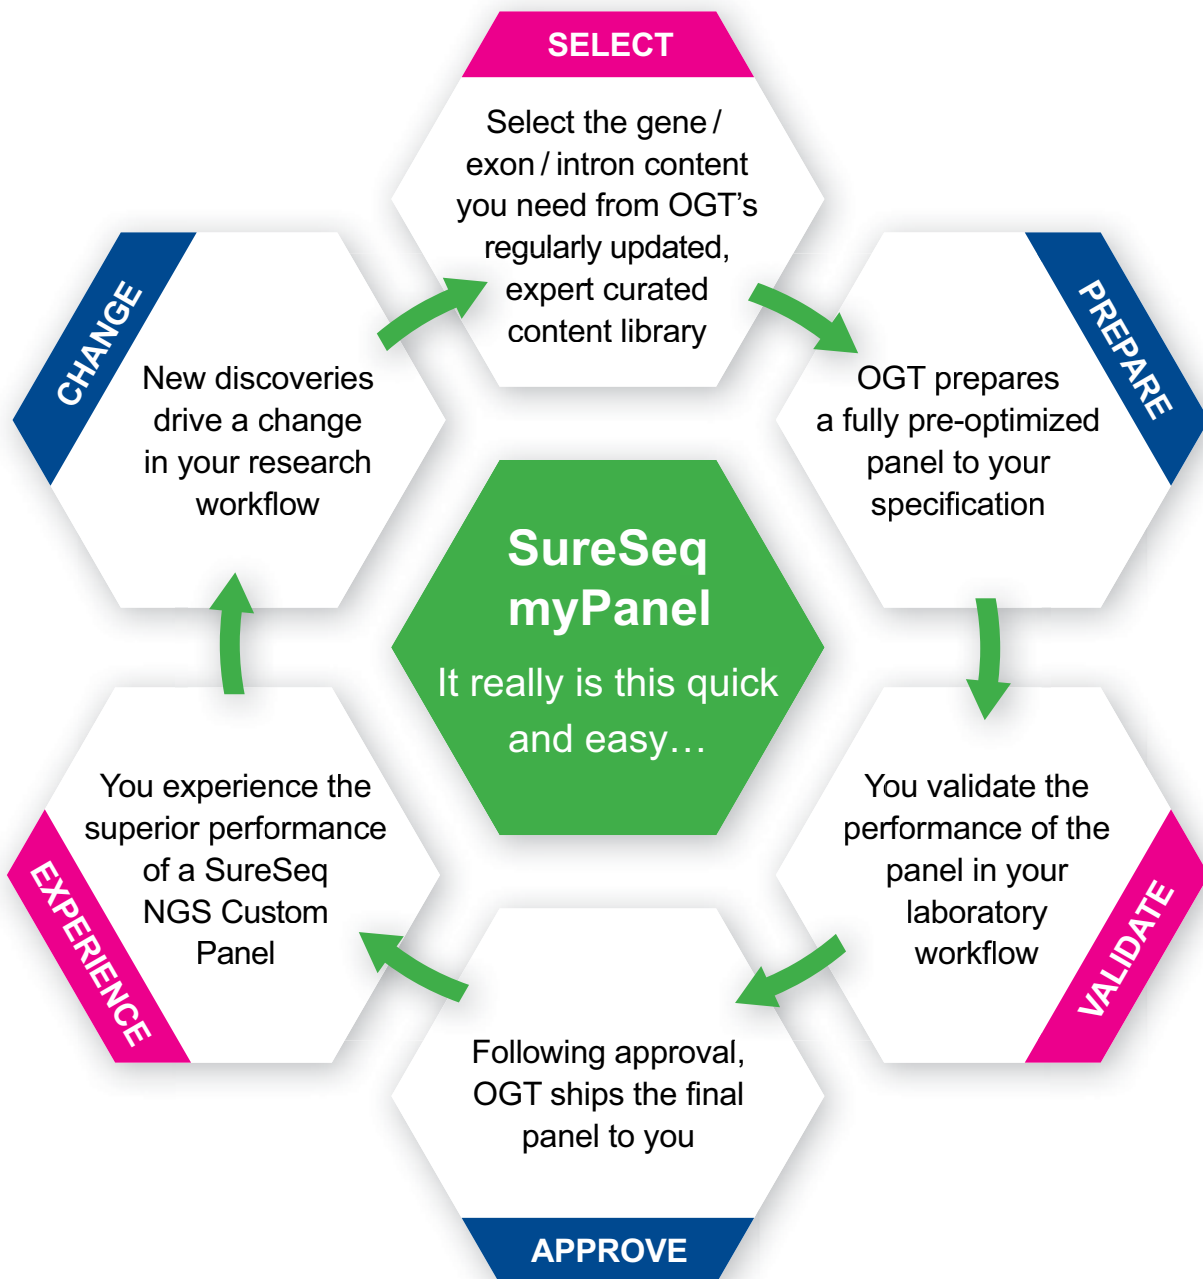 SELECT
Select the gene /
exon / intron content
you need from OGT’s
regularly updated,
expert curated
content library
PREPARE
OGT prepares
a fully pre-optimized
panel to your
specification
VALIDATE
You validate the
performance of the
panel in your
laboratory
workflow
Following approval,
OGT ships the final
panel to you
APPROVE
EXPERIENCE
You experience the
superior performance
of a SureSeq
NGS Custom
Panel
CHANGE
New discoveries
drive a change
in your research
workflow
SureSeq
myPanel
It really is this quick
and easy…